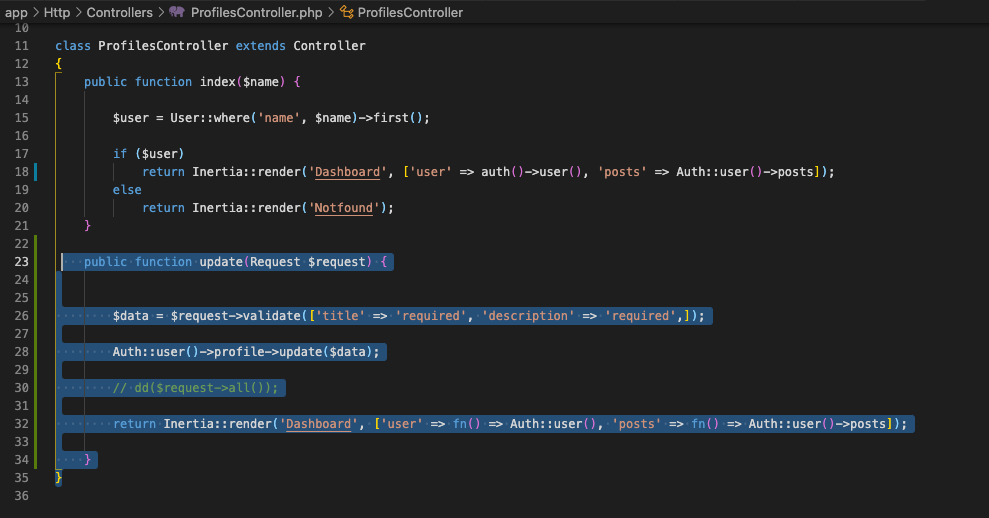 app > Http > Controllers > ProfilesController.php > ProfilesController
10
11 class ProfilesController extends Controller
12 {
13     public function index($name) {
14
15         $user = User::where('name', $name)->first();
16
17         if ($user)
18             return Inertia::render('Dashboard', ['user' => auth()->user(), 'posts' => Auth::user()->posts]);
19         else
20             return Inertia::render('Notfound');
21     }
22
23     public function update(Request $request) {
24
25
26         $data = $request->validate(['title' => 'required', 'description' => 'required',]);
27
28         Auth::user()->profile->update($data);
29
30         // dd($request->all());
31
32         return Inertia::render('Dashboard', ['user' => fn() => Auth::user(), 'posts' => fn() => Auth::user()->posts]);
33
34     }
35 }
36